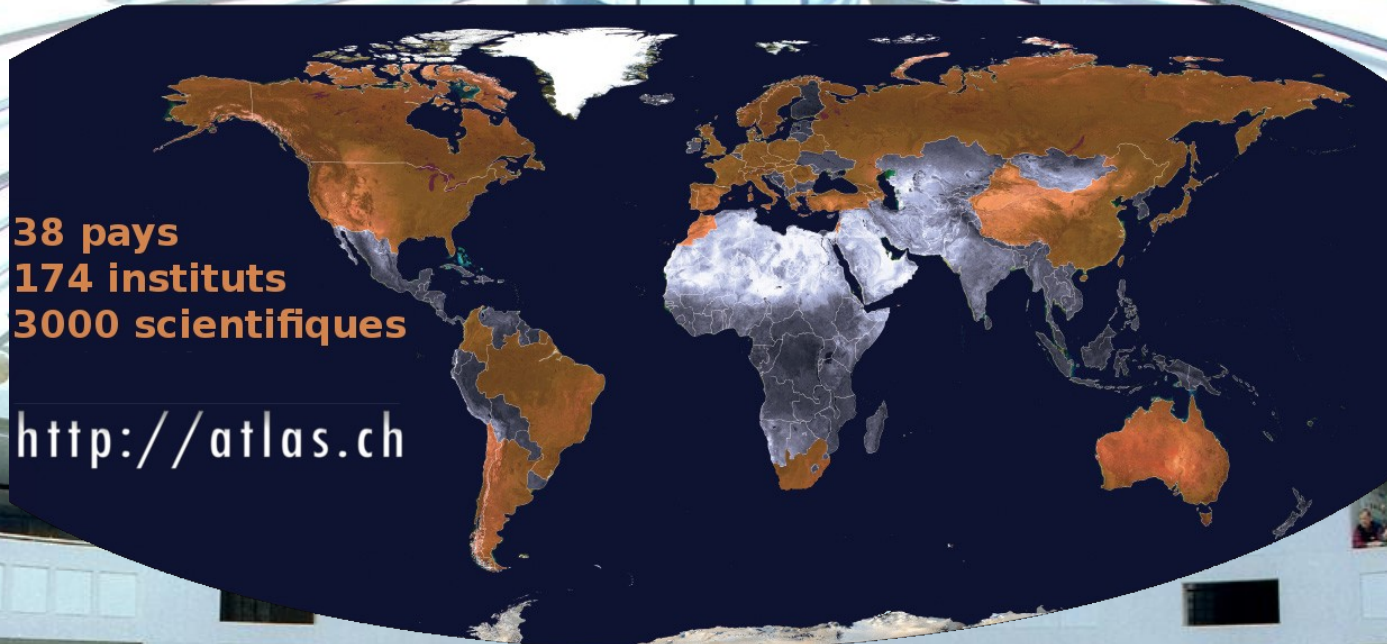 38 pays
174 instituts
3000 scientifiques
http://atlas.ch